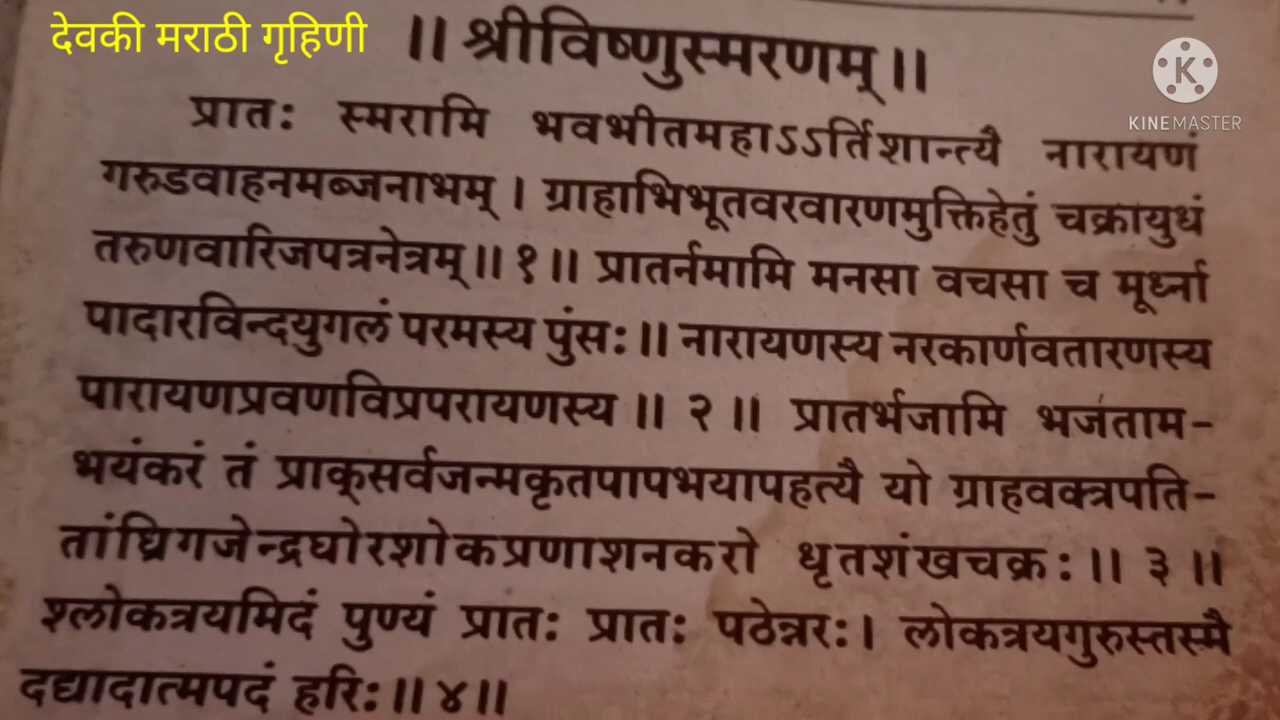 देवकी मराठी गृहिणी
॥ श्रीविष्णुस्मरणम् ॥
KINEMASTER
प्रातः स्मरामि भवभीतमहाऽऽर्तिशान्त्यै नारायणं
गरुडवाहनमब्जनाभम् । ग्राहाभिभूतवरवारणमुक्तिहेतुं चक्रायुधं
तरुणवारिजपत्रनेत्रम् ॥ १ ॥ प्रातर्नमामि मनसा वचसा च मूर्ध्ना
पादारविन्दयुगलं परमस्य पुंसः ॥ नारायणस्य नरकार्णवतारणस्य
पारायणप्रवणविप्रपरायणस्य ॥ २ ॥ प्रातर्भजामि भजताम-
भयंकरं तं प्राक्सर्वजन्मकृतपापभयापहत्यै यो ग्राहवक्त्रपति-
तांघ्रिगजेन्द्रघोरशोकप्रणाशनकरो धृतशंखचक्रः ॥ ३ ॥
श्लोकत्रयमिदं पुण्यं प्रातः प्रातः पठेन्नरः । लोकत्रयगुरुस्तस्मै
दद्यादात्मपदं हरिः ॥ ४ ॥